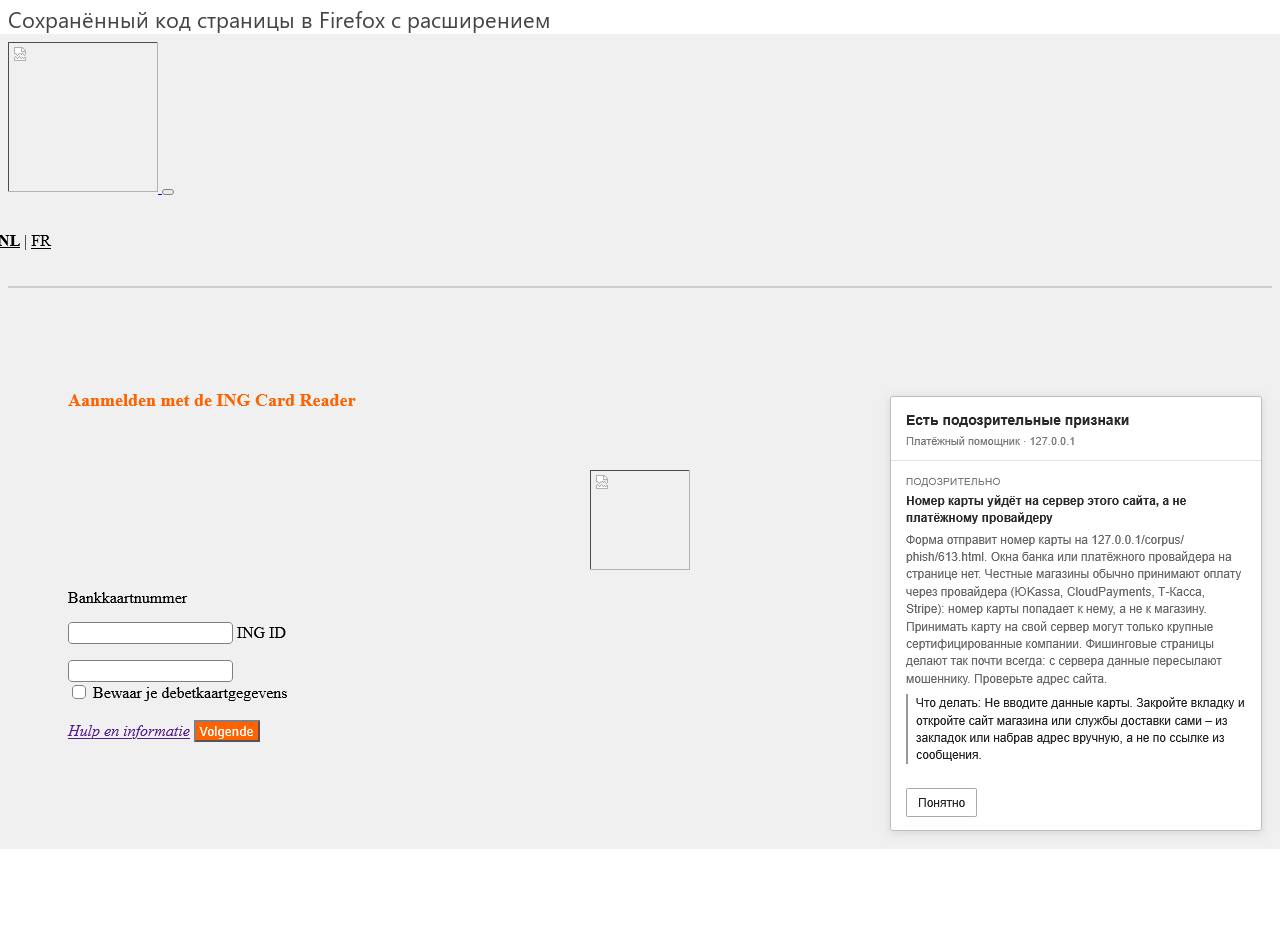 Сохранённый код страницы в Firefox с расширением
NL | FR
Aanmelden met de ING Card Reader
Bankkaartnummer
ING ID
Bewaar je debetkaartgegevens
Hulp en informatie Volgende
Есть подозрительные признаки
Платёжный помощник · 127.0.0.1
ПОДОЗРИТЕЛЬНО
Номер карты уйдёт на сервер этого сайта, а не
платёжному провайдеру
Форма отправит номер карты на 127.0.0.1/corpus/
phish/613.html. Окна банка или платёжного провайдера на
странице нет. Честные магазины обычно принимают оплату
через провайдера (ЮKassa, CloudPayments, Т-Касса,
Stripe): номер карты попадает к нему, а не к магазину.
Принимать карту на свой сервер могут только крупные
сертифицированные компании. Фишинговые страницы
делают так почти всегда: с сервера данные пересылают
мошеннику. Проверьте адрес сайта.
Что делать: Не вводите данные карты. Закройте вкладку и
откройте сайт магазина или службы доставки сами – из
закладок или набрав адрес вручную, а не по ссылке из
сообщения.
Понятно